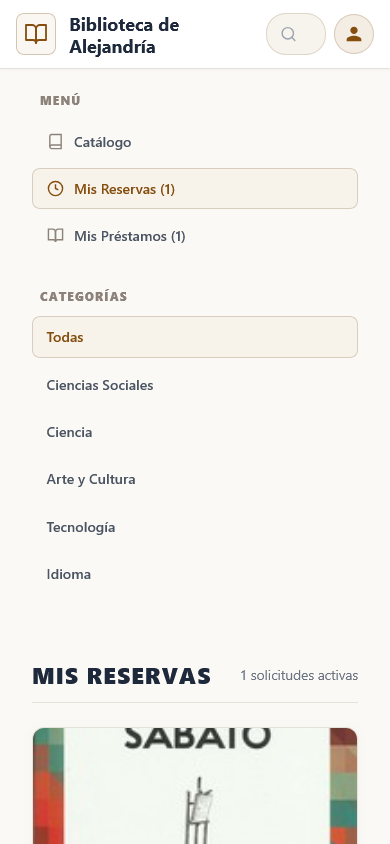 Biblioteca de
Alejandría
MENÚ
Catálogo
Mis Reservas (1)
Mis Préstamos (1)
CATEGORÍAS
Todas
Ciencias Sociales
Ciencia
Arte y Cultura
Tecnología
Idioma
MIS RESERVAS
1 solicitudes activas
SABATO